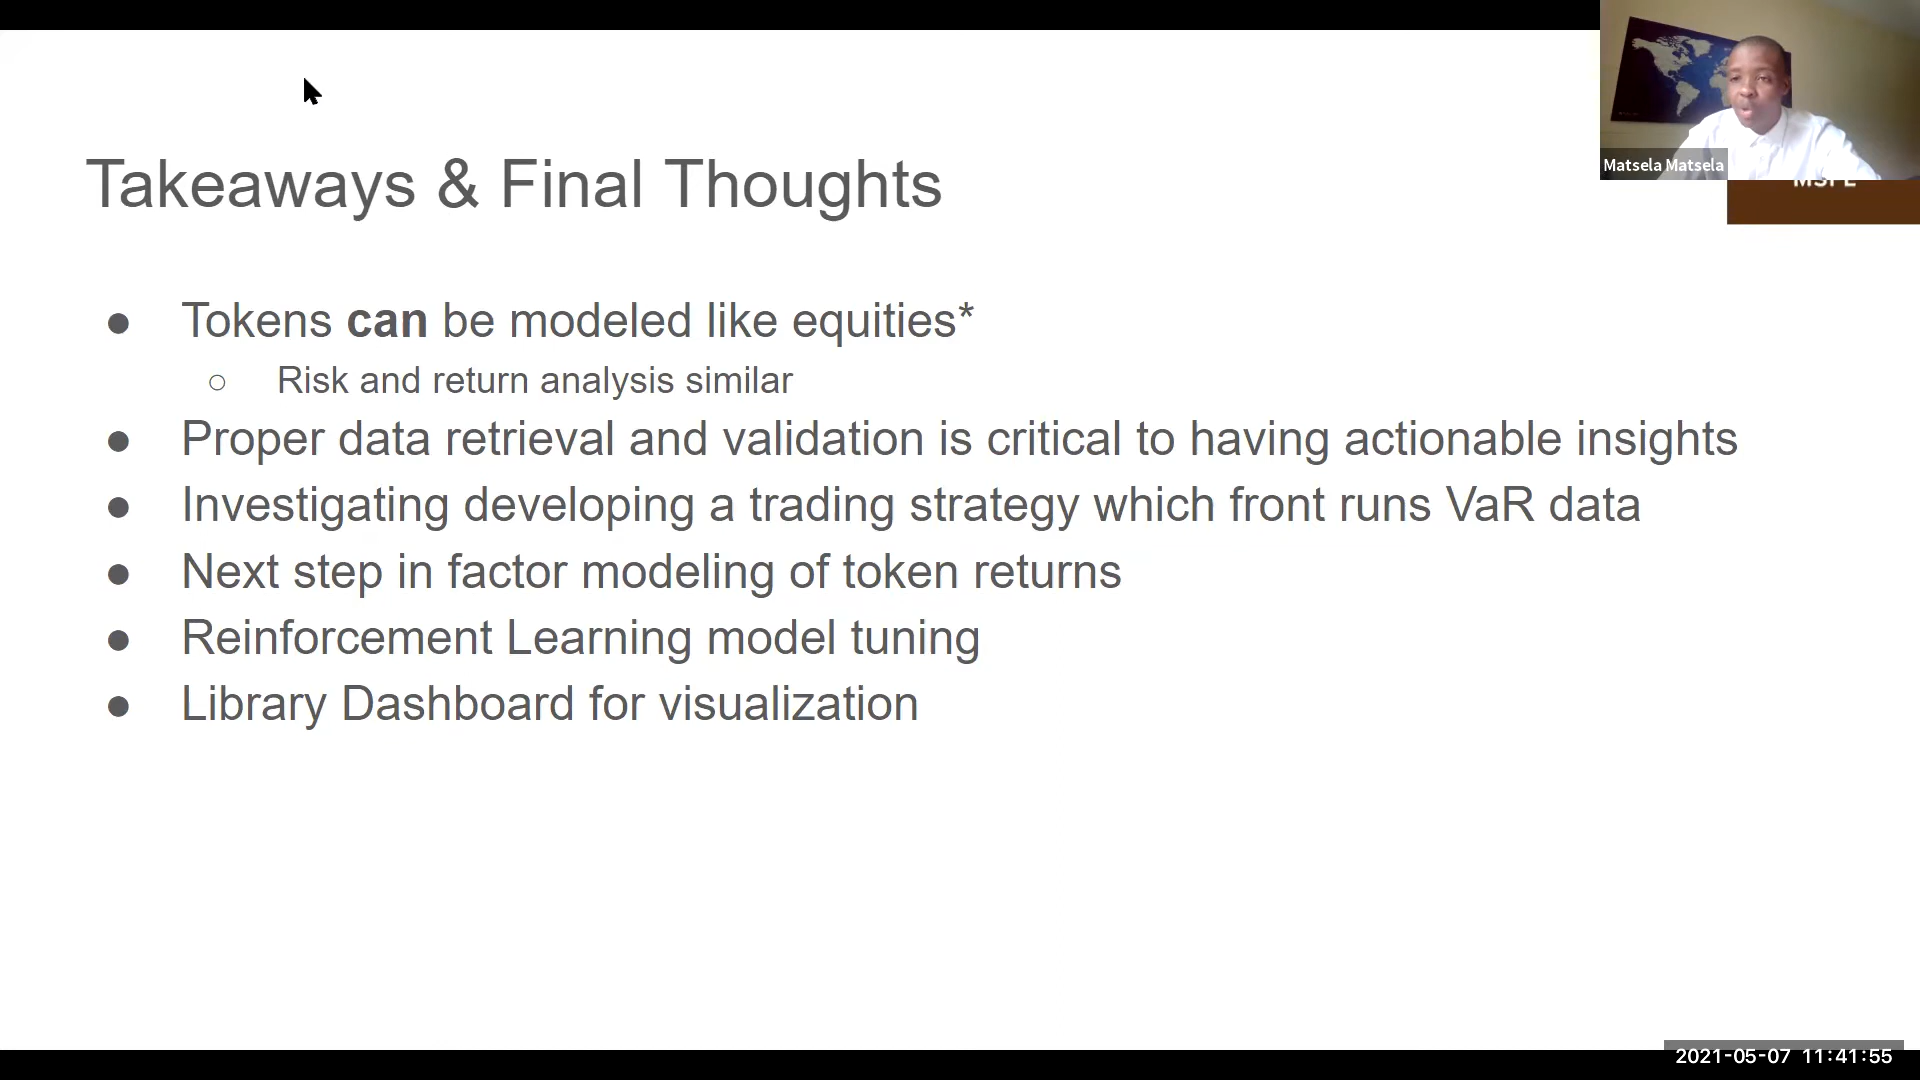 Matsela Matsela
Takeaways & Final Thoughts
● Tokens can be modeled like equities*
○ Risk and return analysis similar
● Proper data retrieval and validation is critical to having actionable insights
● Investigating developing a trading strategy which front runs VaR data
● Next step in factor modeling of token returns
● Reinforcement Learning model tuning
● Library Dashboard for visualization
2021-05-07 11:41:55